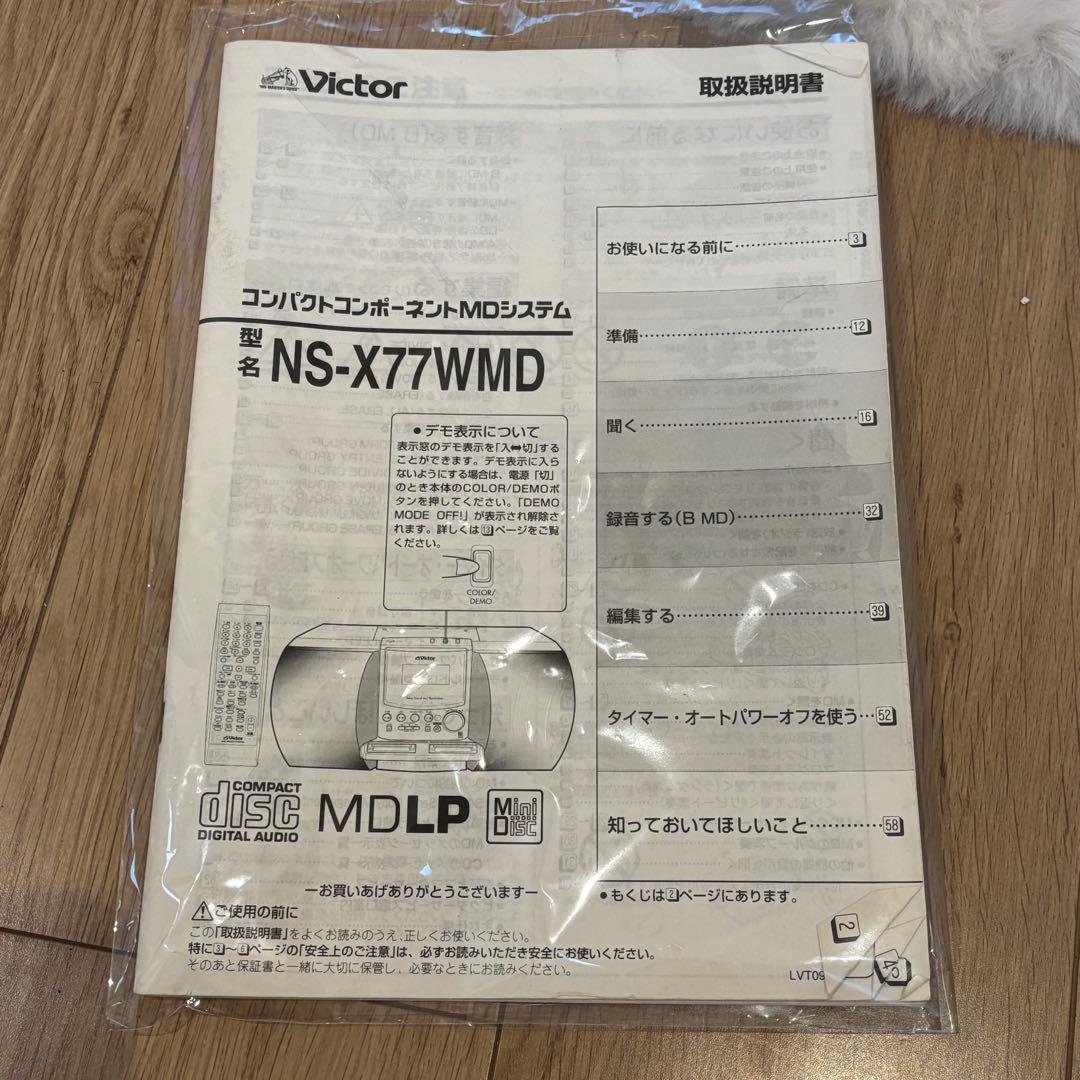 "HIS MASTER'S VOICE"
Victor
取扱説明書
コンパクトコンポーネントMDシステム
型名 NS-X77WMD
●デモ表示について
表示窓のデモ表示を「入⇔切」する
ことができます。デモ表示に入ら
ないようにする場合は、電源「切」
のとき本体のCOLOR/DEMOボ
タンを押してください。「DEMO
MODE OFF!」が表示され解除さ
れます。詳しくは13ページをご覧
ください。
COLOR/
DEMO
Victor
Victor
COMPACT
disc
DIGITAL AUDIO
MDLP
Mini
Disc
ーお買いあげありがとうございますー
⚠ご使用の前に
この「取扱説明書」をよくお読みのうえ、正しくお使いください。
特に3〜6ページの「安全上のご注意」は、必ずお読みいただき安全にお使いください。
そのあと保証書と一緒に大切に保管し、必要なときにお読みください。
お使いになる前に…………3
準備…………12
聞く…………16
録音する(B MD)…………32
編集する…………39
タイマー・オートパワーオフを使う…52
知っておいてほしいこと…………58
●もくじは2ページにあります。
2
LVT09